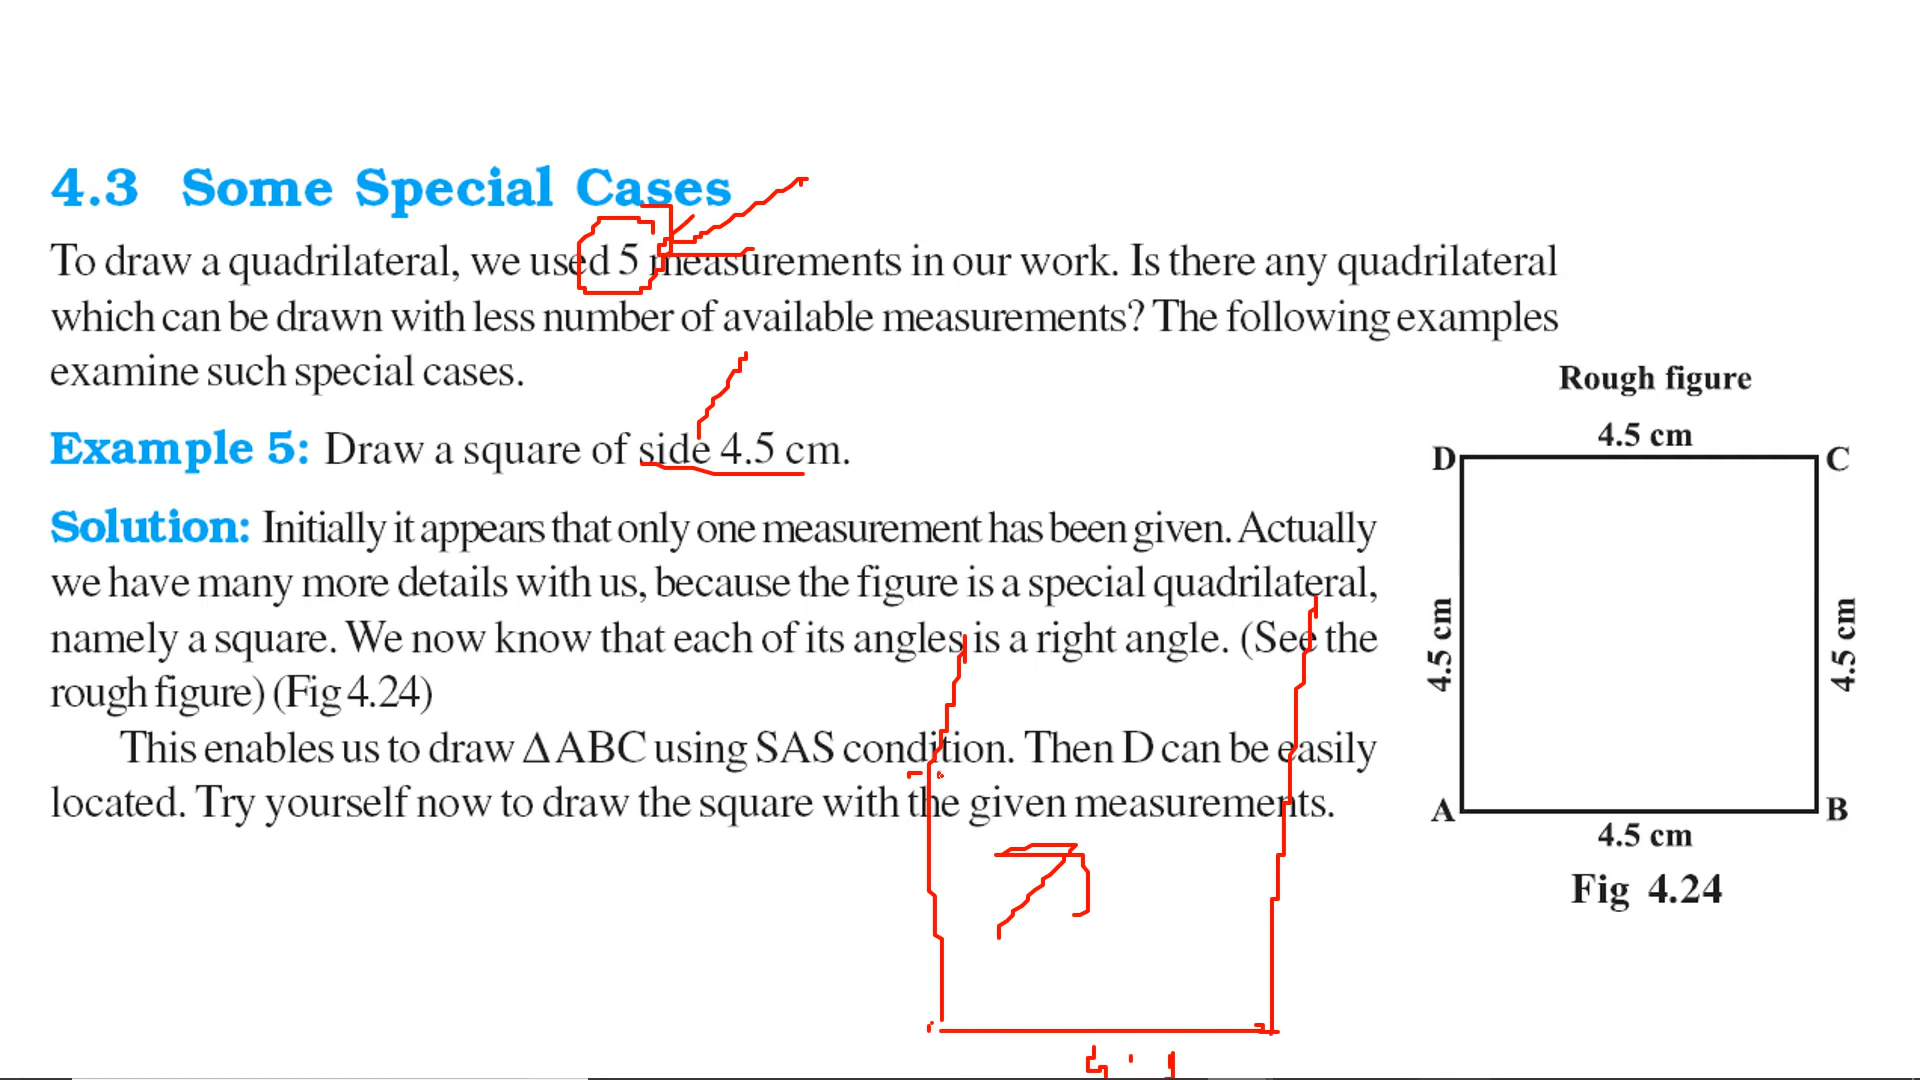 4.3 Some Special Cases
To draw a quadrilateral, we used 5 measurements in our work. Is there any quadrilateral
which can be drawn with less number of available measurements? The following examples
examine such special cases.
Example 5: Draw a square of side 4.5 cm.
Solution: Initially it appears that only one measurement has been given. Actually
we have many more details with us, because the figure is a special quadrilateral,
namely a square. We now know that each of its angles is a right angle. (See the
rough figure) (Fig 4.24)
This enables us to draw ΔABC using SAS condition. Then D can be easily
located. Try yourself now to draw the square with the given measurements.
Rough figure
4.5 cm
D
C
4.5 cm
4.5 cm
A
B
4.5 cm
Fig 4.24